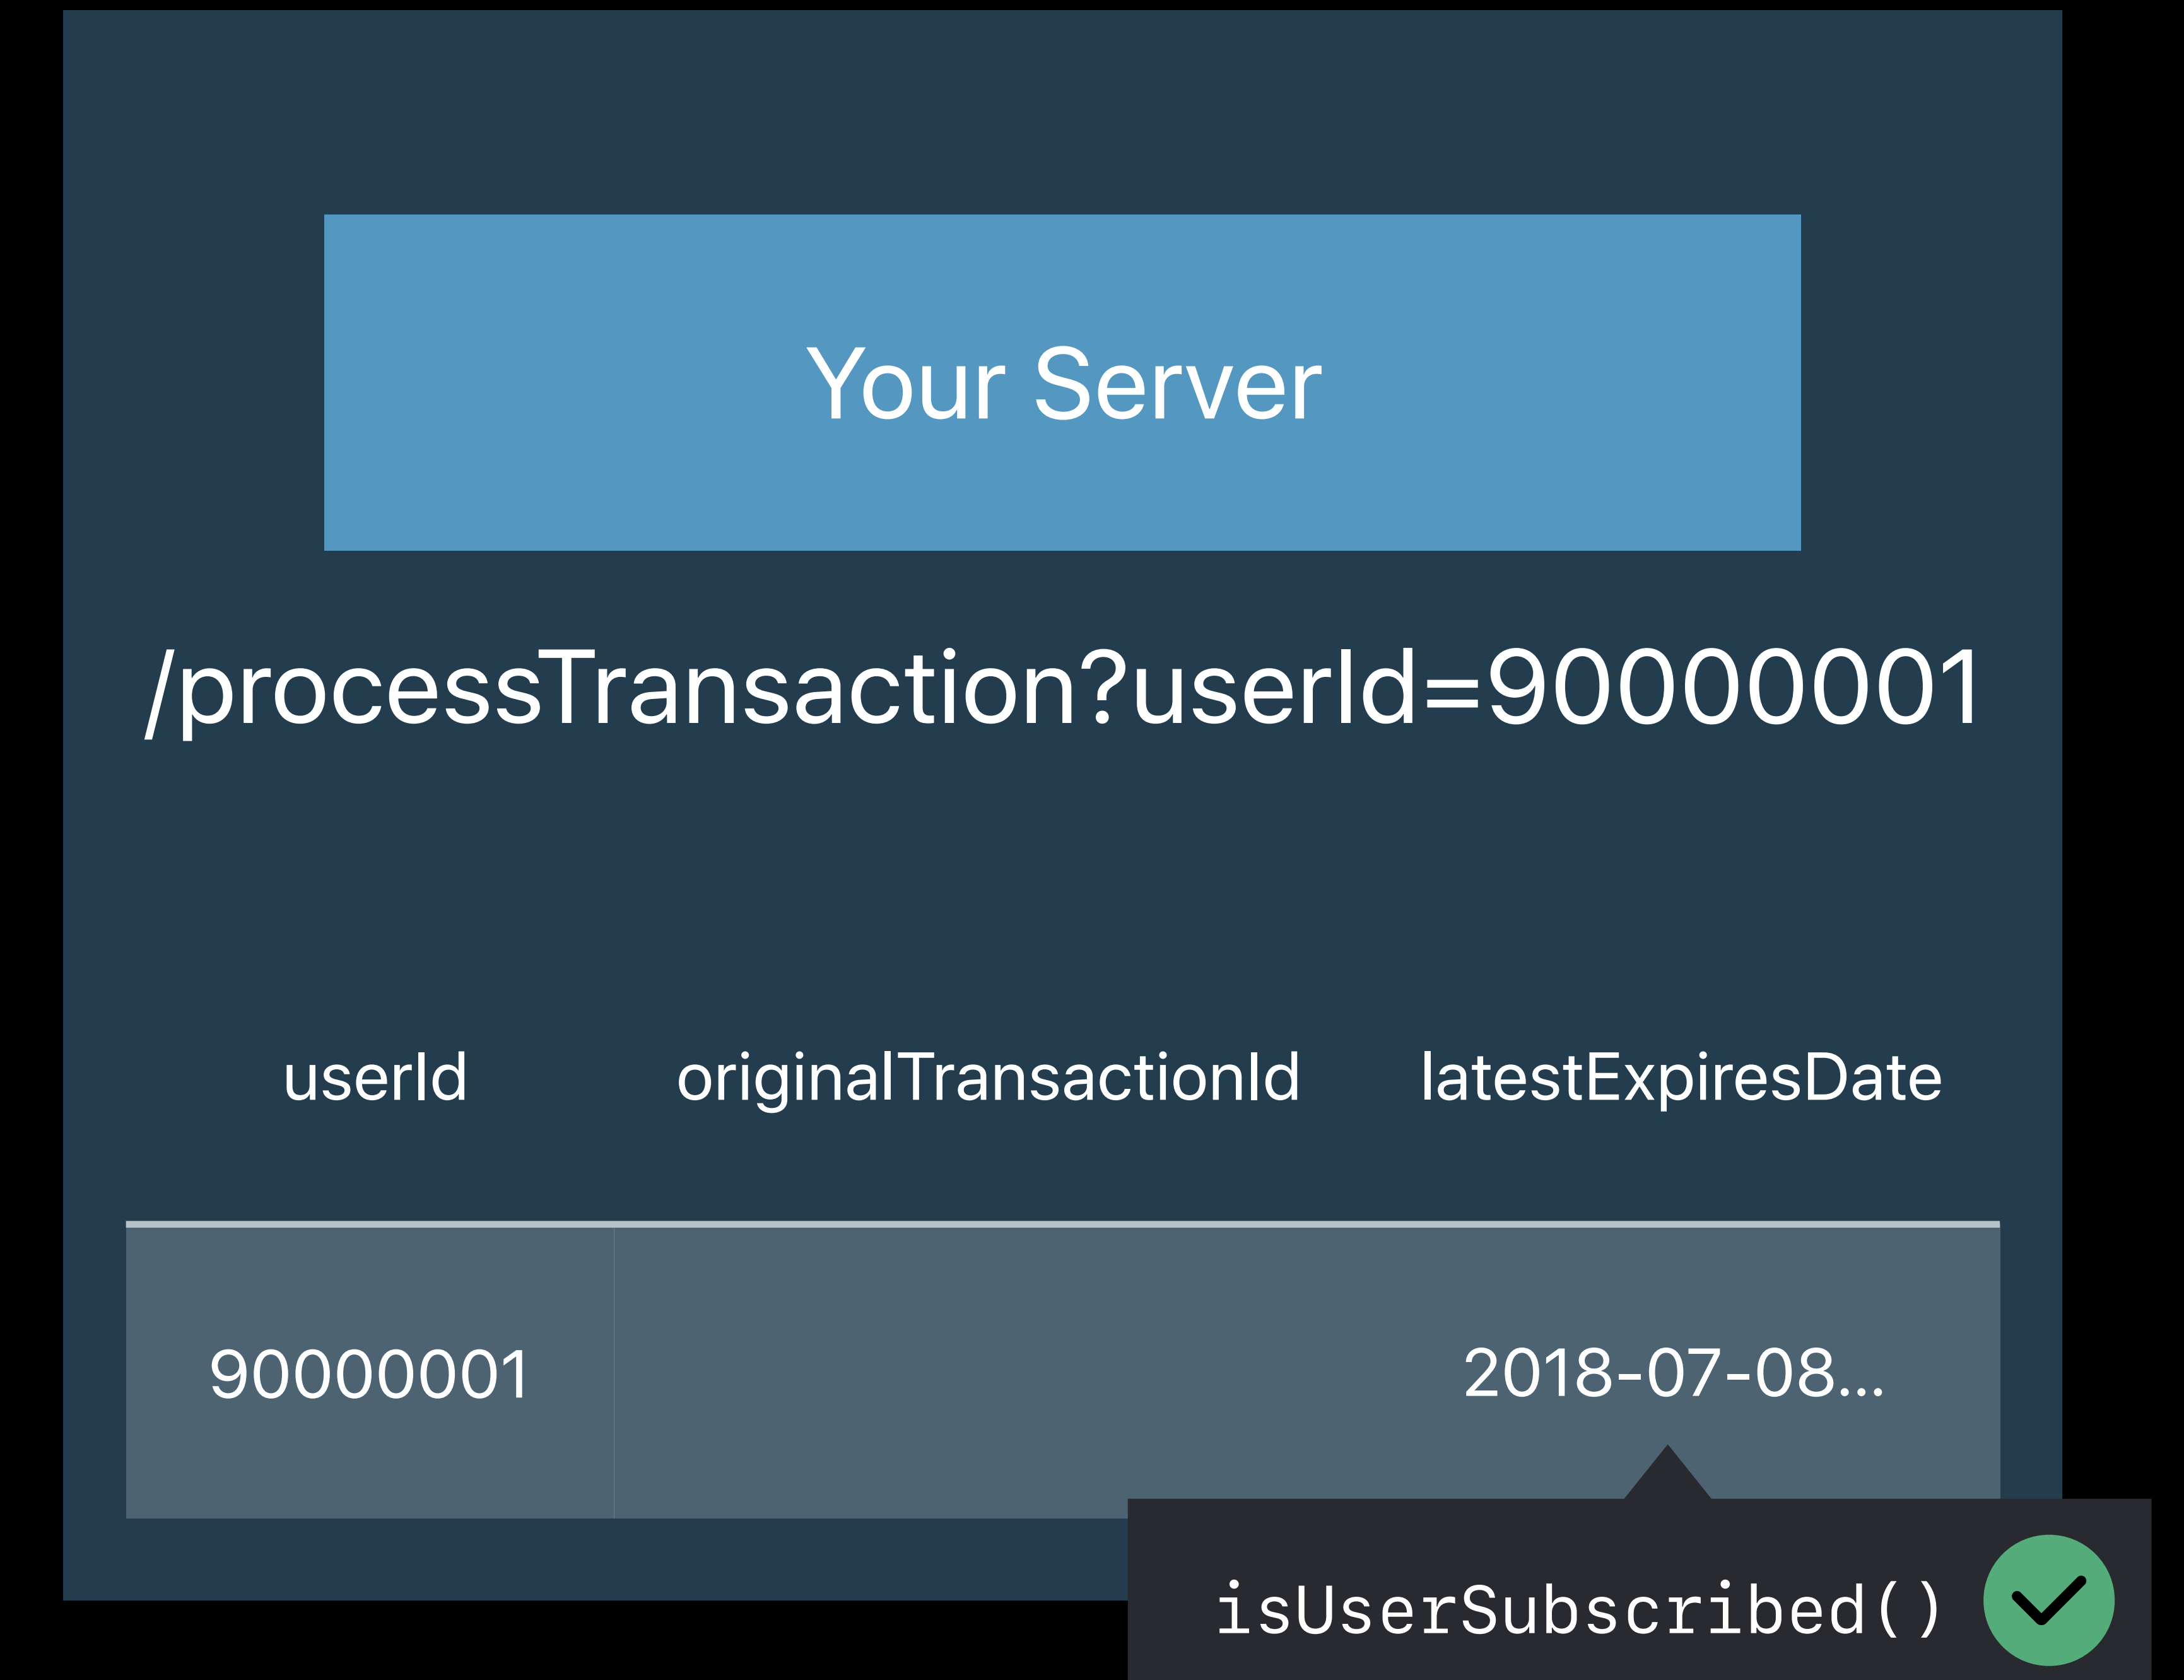 Your Server
/processTransaction?userId=90000001
userId originalTransactionId latestExpiresDate
90000001 2018-07-08...
isUserSubscribed()